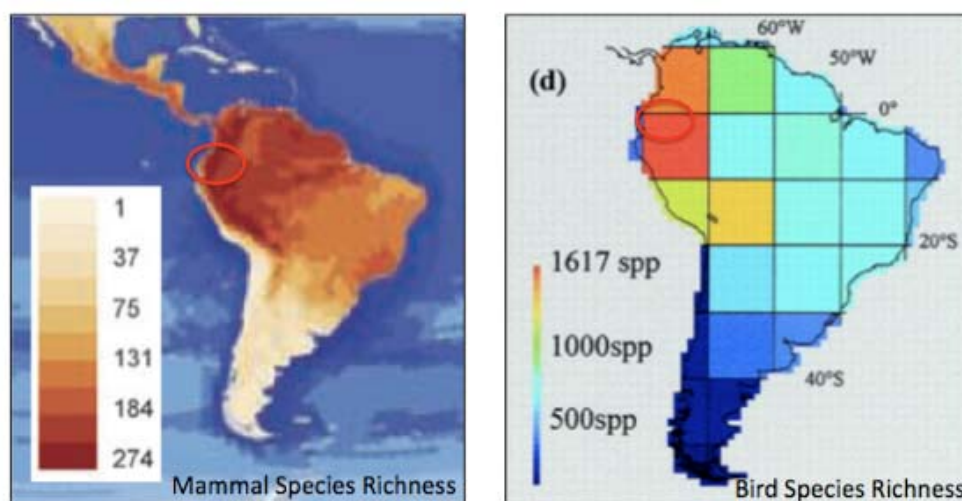 1
37
75
131
184
274
Mammal Species Richness
(d)
60°W
50°W
0°
20°S
40°S
1617 spp
1000spp
500spp
Bird Species Richness